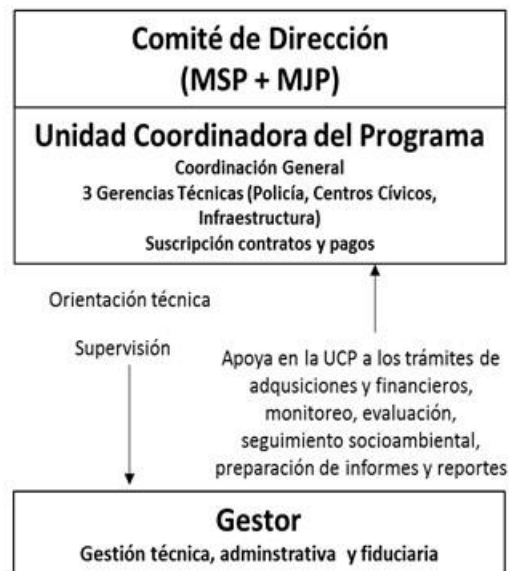 Comité de Dirección
(MSP + MJP)
Unidad Coordinadora del Programa
Coordinación General
3 Gerencias Técnicas (Policía, Centros Cívicos,
Infraestructura)
Suscripción contratos y pagos
Orientación técnica
Supervisión
Apoya en la UCP a los trámites de
adqusiciones y financieros,
monitoreo, evaluación,
seguimiento socioambiental,
preparación de informes y reportes
Gestor
Gestión técnica, adminstrativa y fiduciaria